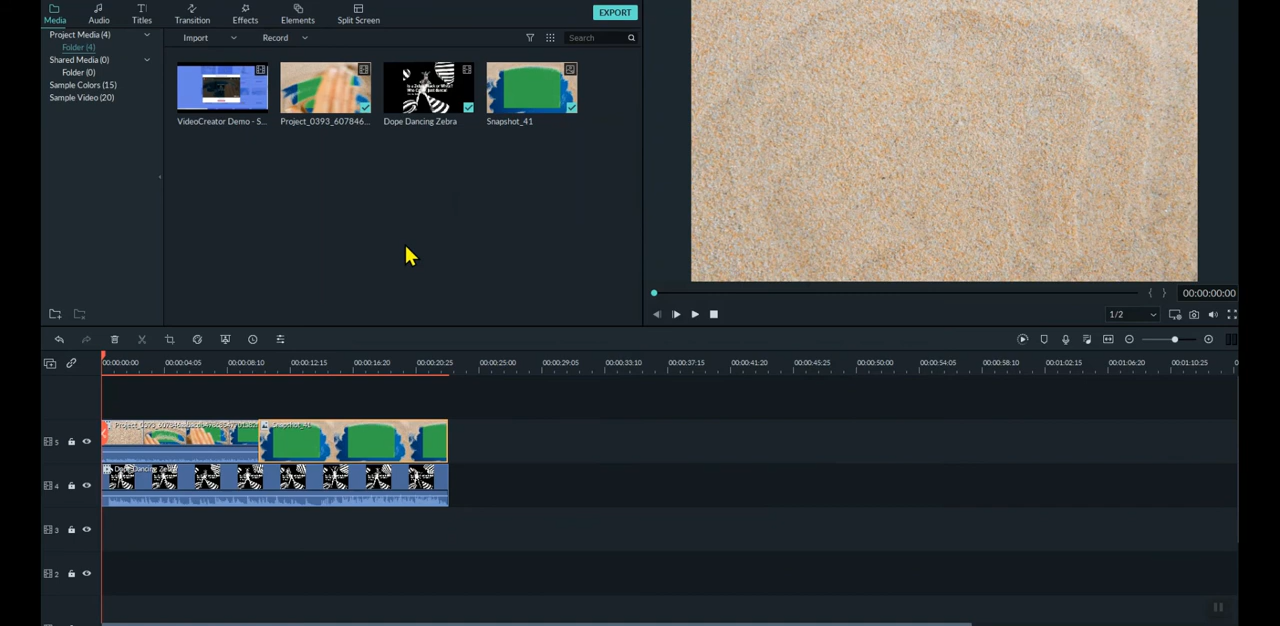 Media Audio Titles Transition Effects Elements Split Screen EXPORT
Project Media (4)
Folder (4)
Shared Media (0)
Folder (0)
Sample Colors (15)
Sample Video (20)
Import Record Search
VideoCreator Demo - S... Project_0393_607846... Dope Dancing Zebra Snapshot_41
00:00:00:00
1/2
00:00:00:00 00:00:04:05 00:00:08:10 00:00:12:15 00:00:16:20 00:00:20:25 00:00:25:00 00:00:29:05 00:00:33:10 00:00:37:15 00:00:41:20 00:00:45:25 00:00:50:00 00:00:54:05 00:00:58:10 00:01:02:15 00:01:06:20 00:01:10:25 0
5
Snapshot_41
4
Dope Dancing Zebra
3
2